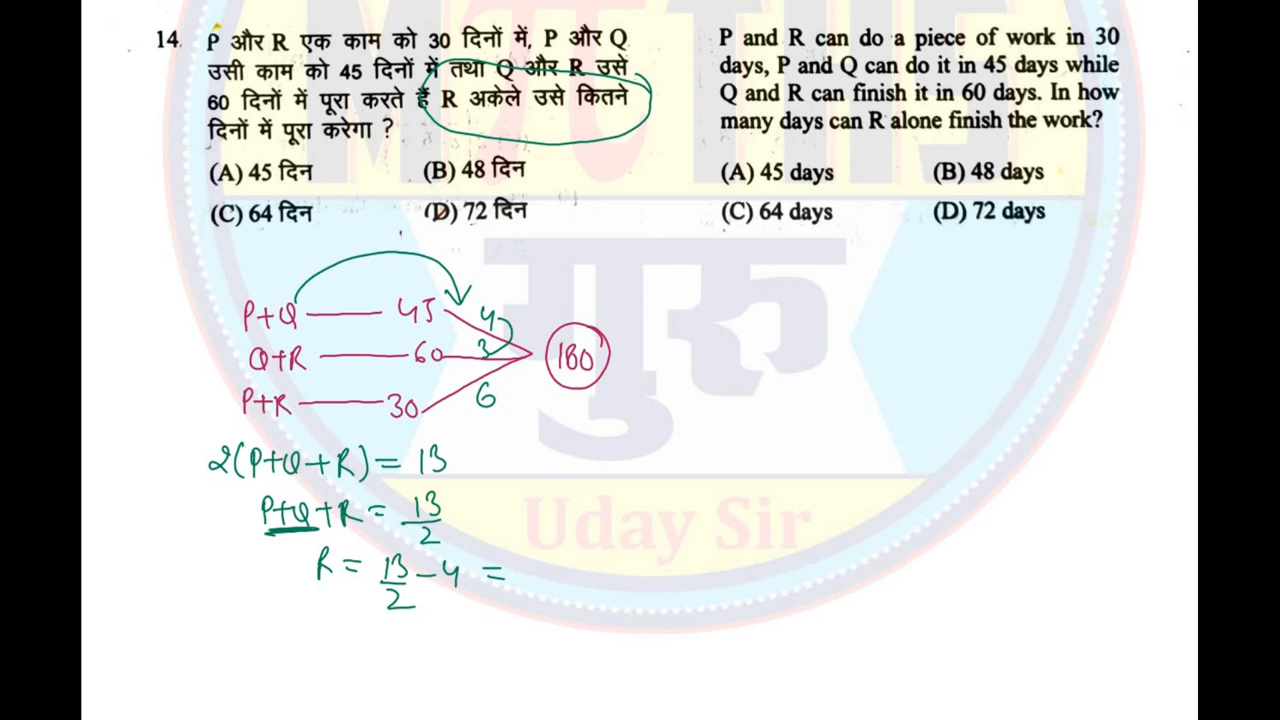 14. P और R एक काम को 30 दिनों में, P और Q
उसी काम को 45 दिनों में तथा Q और R उसे
60 दिनों में पूरा करते हैं R अकेले उसे कितने
दिनों में पूरा करेगा ?
(A) 45 दिन (B) 48 दिन
(C) 64 दिन (D) 72 दिन
P and R can do a piece of work in 30
days, P and Q can do it in 45 days while
Q and R can finish it in 60 days. In how
many days can R alone finish the work?
(A) 45 days (B) 48 days
(C) 64 days (D) 72 days
P+Q 45 4
Q+R 60 3 180
P+R 30 6
2(P+Q+R) = 13
P+Q+R = 13/2
R = 13/2 - 4 =
गुरु
Uday Sir